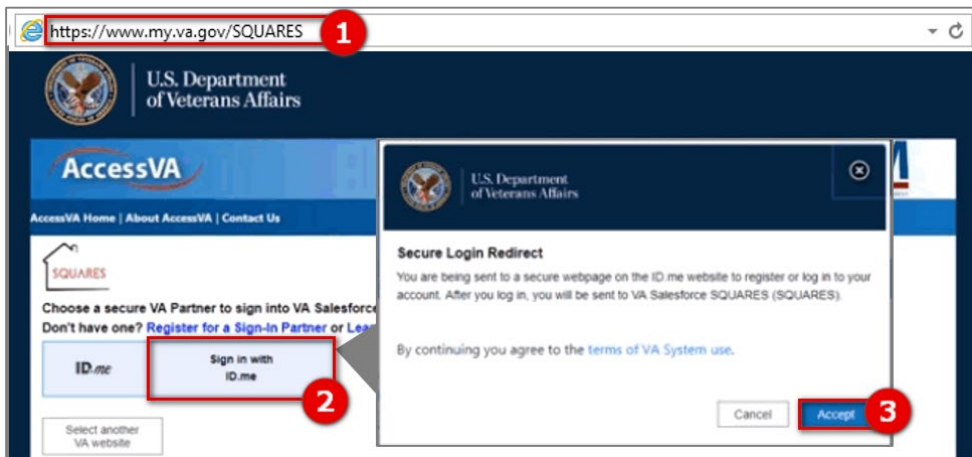 https://www.my.va.gov/SQUARES
1
U.S. Department
of Veterans Affairs
AccessVA
AccessVA Home | About AccessVA | Contact Us
SQUARES
Choose a secure VA Partner to sign into VA Salesforce
Don't have one? Register for a Sign-In Partner or
ID.me
Sign in with
ID.me
2
Select another
VA website
U.S. Department
of Veterans Affairs
Secure Login Redirect
You are being sent to a secure webpage on the ID.me website to register or log in to your
account. After you log in, you will be sent to VA Salesforce SQUARES (SQUARES).
By continuing you agree to the terms of VA System use.
Cancel
Accept
3